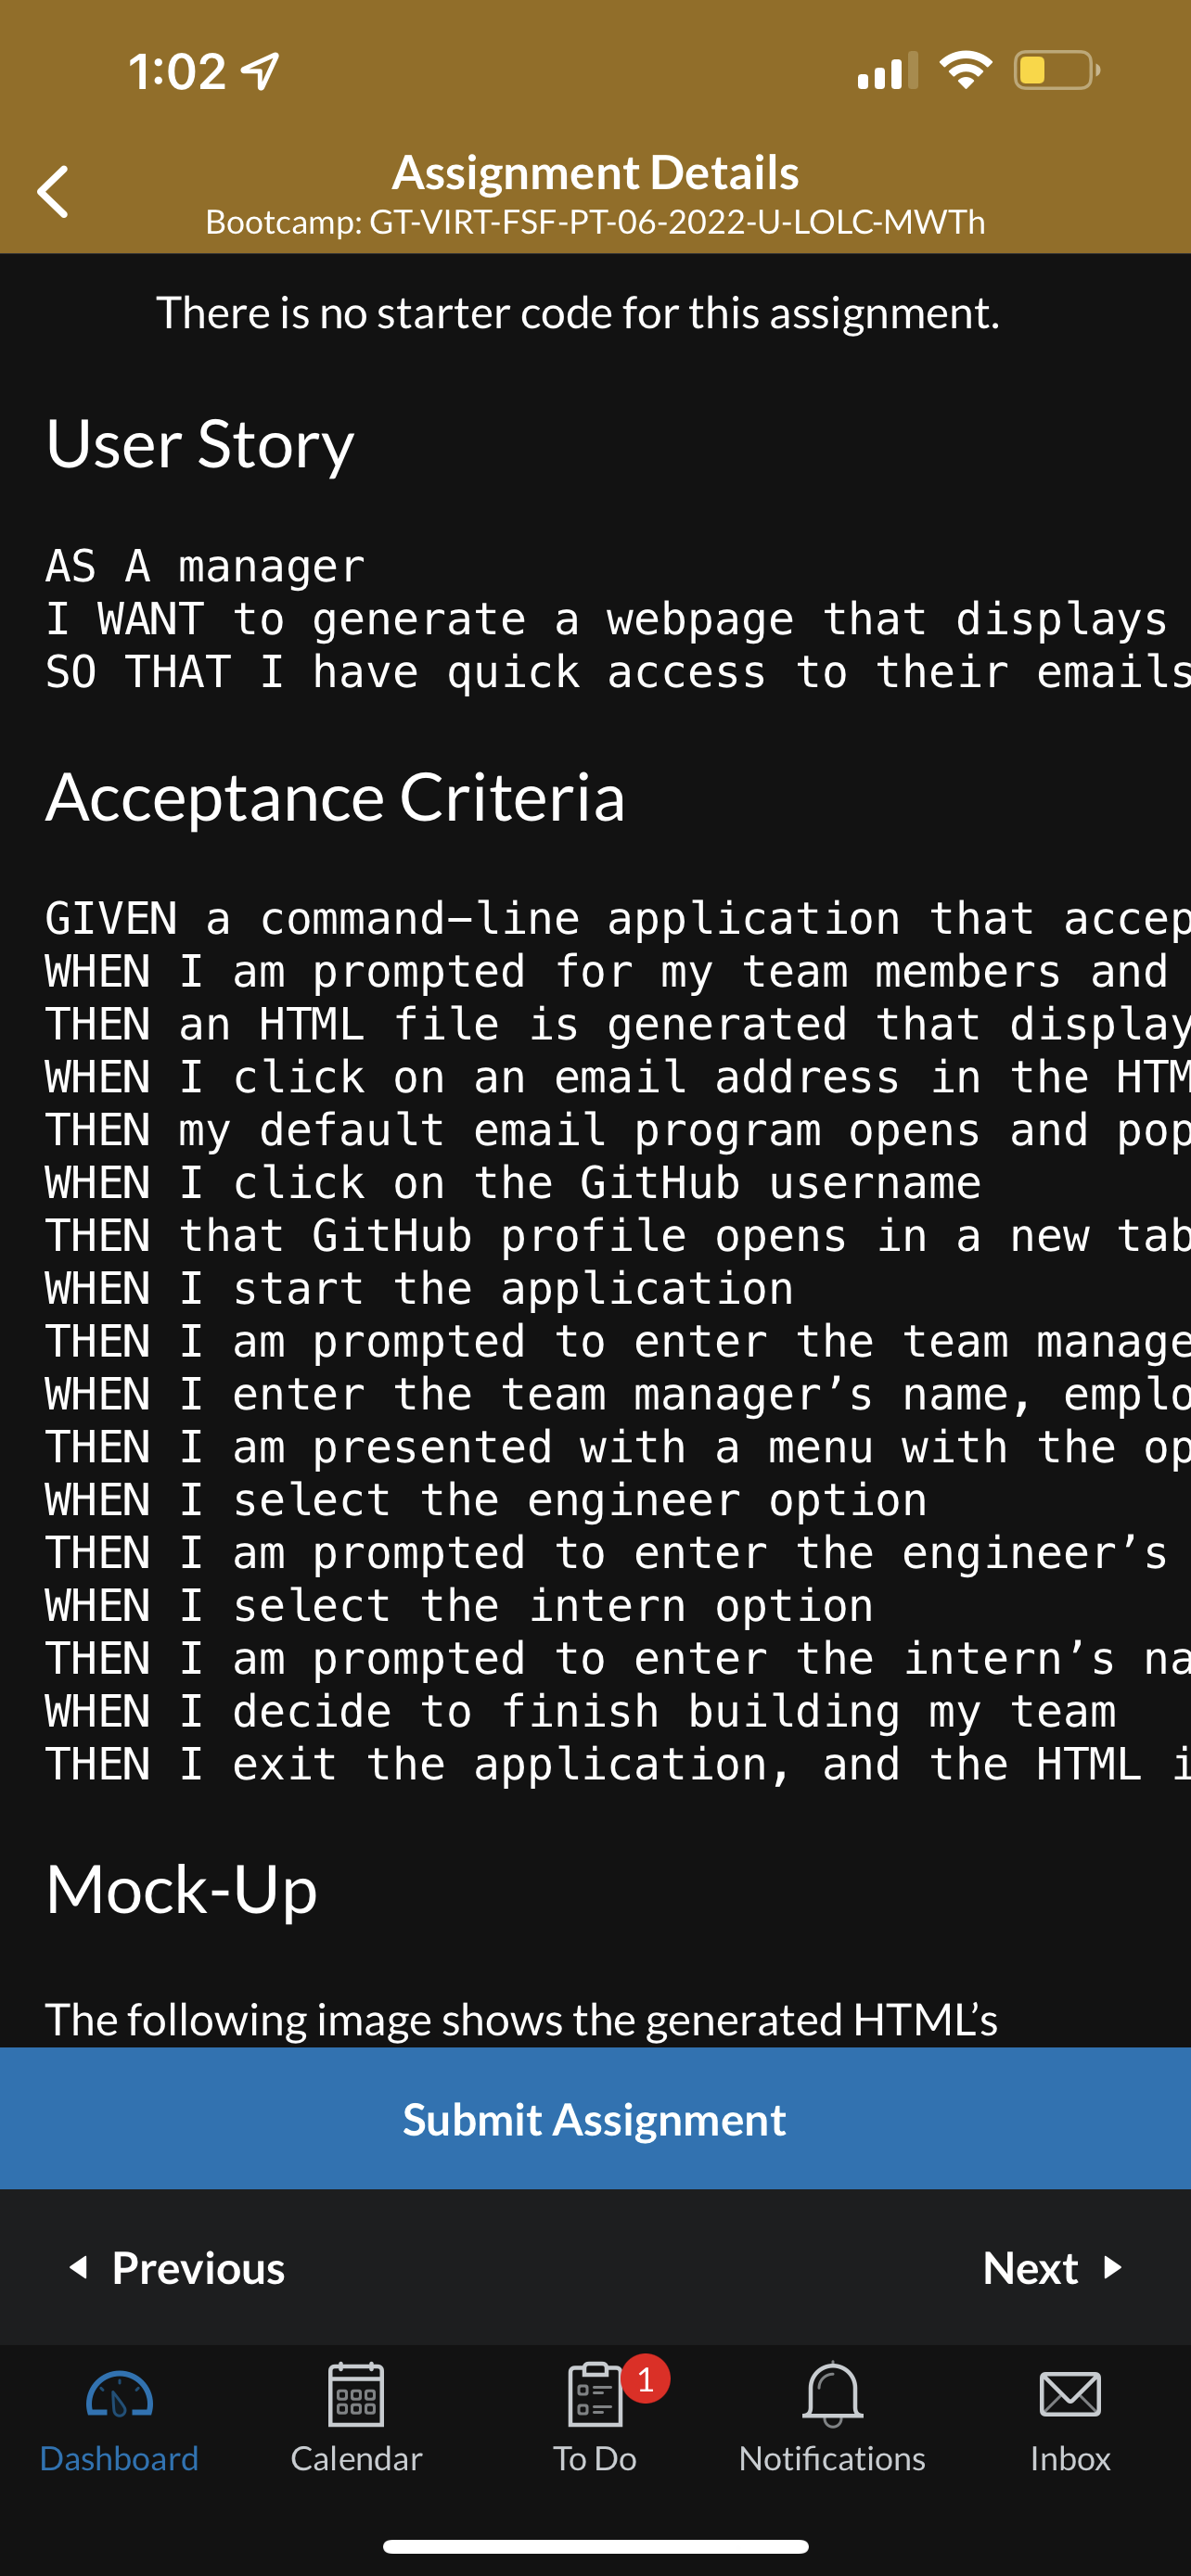 1:02
Assignment Details
Bootcamp: GT-VIRT-FSF-PT-06-2022-U-LOLC-MWTh
There is no starter code for this assignment.
User Story
AS A manager
I WANT to generate a webpage that displays
SO THAT I have quick access to their emails
Acceptance Criteria
GIVEN a command-line application that accep
WHEN I am prompted for my team members and
THEN an HTML file is generated that display
WHEN I click on an email address in the HTM
THEN my default email program opens and pop
WHEN I click on the GitHub username
THEN that GitHub profile opens in a new tab
WHEN I start the application
THEN I am prompted to enter the team manage
WHEN I enter the team manager’s name, emplo
THEN I am presented with a menu with the op
WHEN I select the engineer option
THEN I am prompted to enter the engineer’s
WHEN I select the intern option
THEN I am prompted to enter the intern’s na
WHEN I decide to finish building my team
THEN I exit the application, and the HTML i
Mock-Up
The following image shows the generated HTML’s
Submit Assignment
Previous Next
1
Dashboard Calendar To Do Notifications Inbox